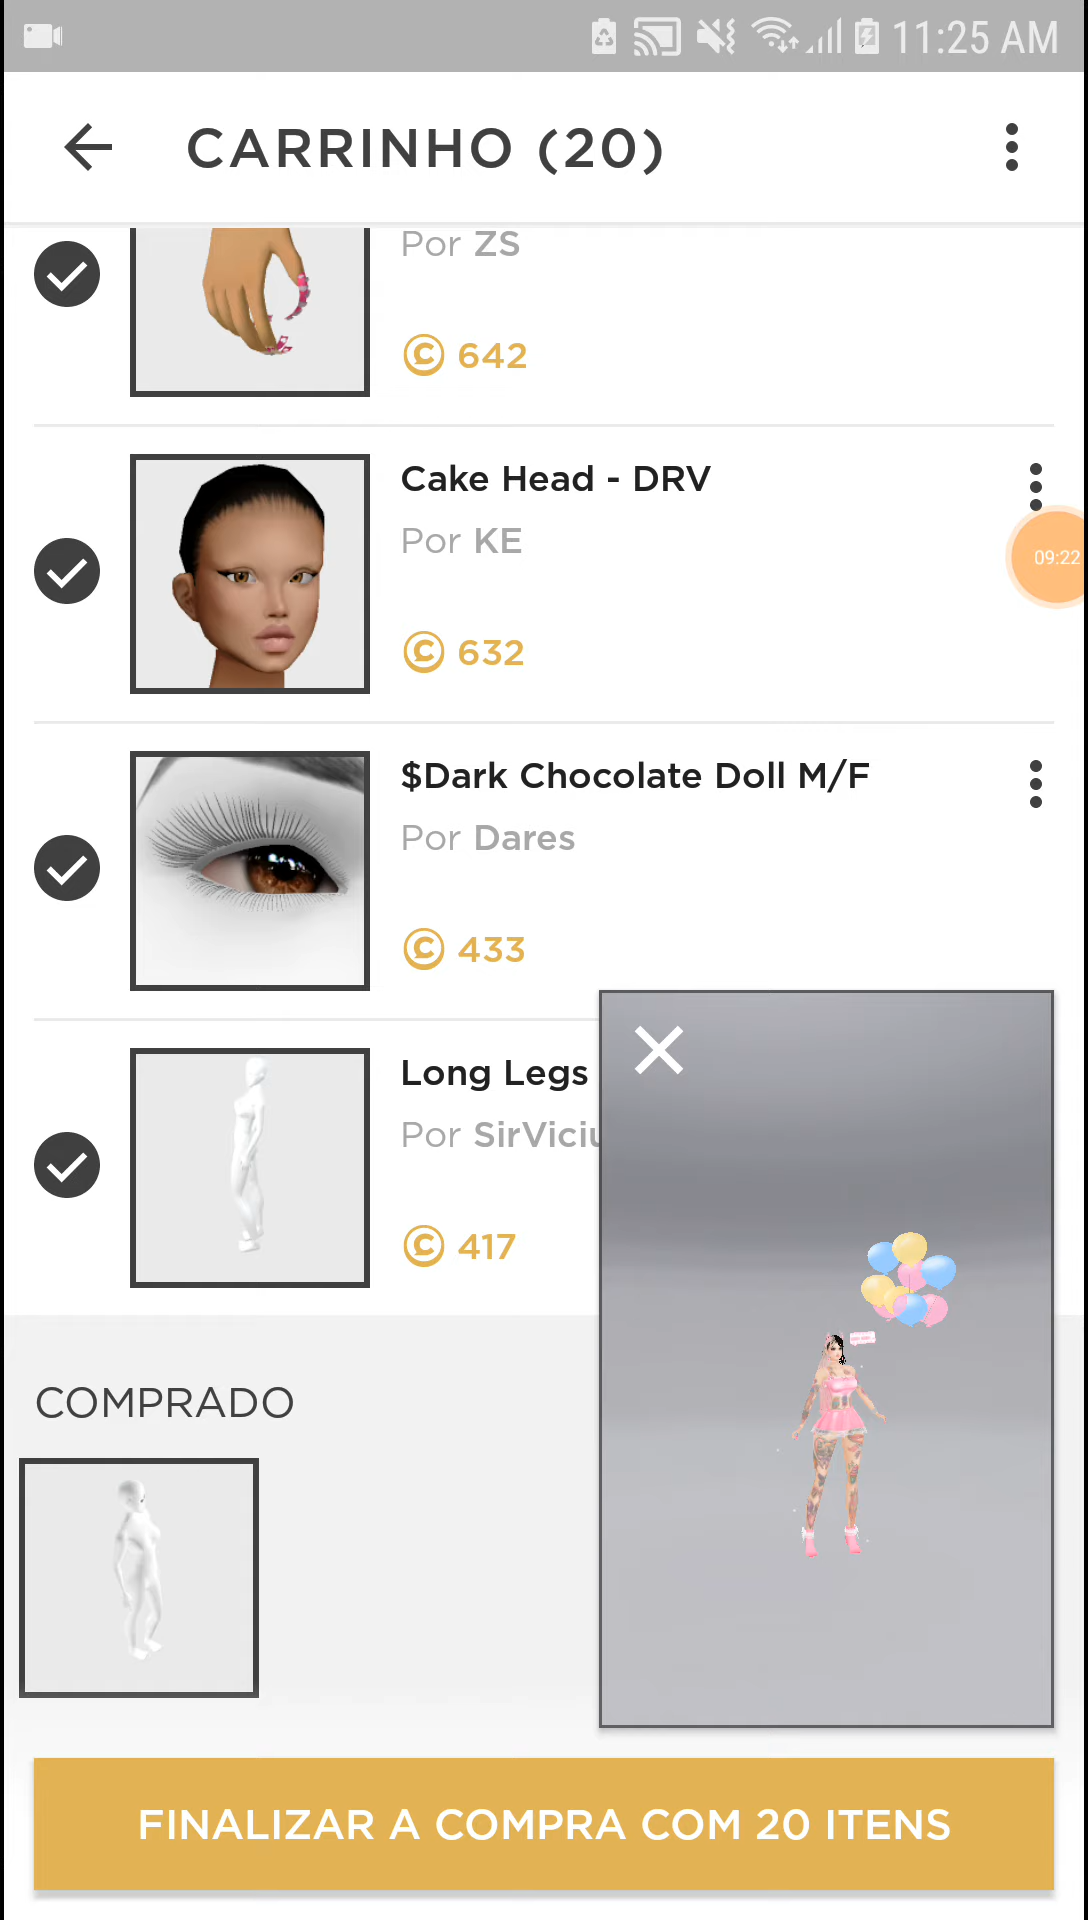 11:25 AM
CARRINHO (20)
Por ZS
642
Cake Head - DRV
Por KE
09:22
632
$Dark Chocolate Doll M/F
Por Dares
433
Long Legs
Por SirViciu
417
COMPRADO
FINALIZAR A COMPRA COM 20 ITENS